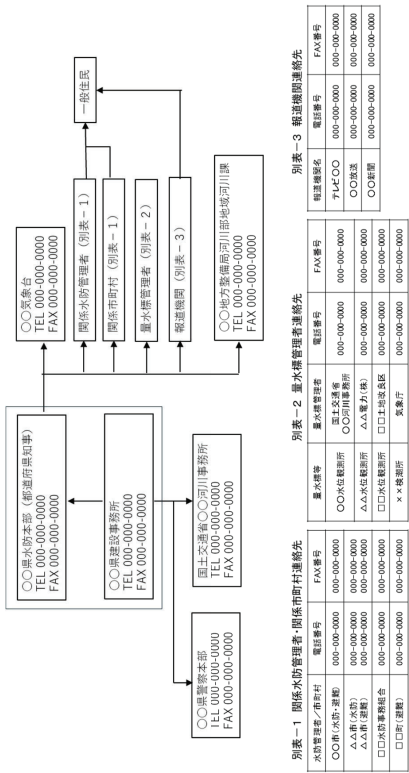 ○○県水防本部（都道府県知事）
TEL 000-000-0000
FAX 000-000-0000
○○県建設事務所
TEL 000-000-0000
FAX 000-000-0000
○○県警察本部
TEL 000-000-0000
FAX 000-000-0000
国土交通省○○河川事務所
TEL 000-000-0000
FAX 000-000-0000
○○気象台
TEL 000-000-0000
FAX 000-000-0000
関係水防管理者（別表－1）
関係市町村（別表－1）
量水標管理者（別表－2）
報道機関（別表－3）
○○地方整備局河川部地域河川課
TEL 000-000-0000
FAX 000-000-0000
一般住民
別表－1 関係水防管理者・関係市町村連絡先
水防管理者/市町村 電話番号 FAX番号
○○市(水防・避難) 000-000-0000 000-000-0000
△△市(水防) 000-000-0000 000-000-0000
△△市(避難) 000-000-0000 000-000-0000
□□水防事務組合 000-000-0000 000-000-0000
□□町(避難) 000-000-0000 000-000-0000
別表－2 量水標管理者連絡先
量水標等 量水標管理者 電話番号 FAX番号
○○水位観測所 国土交通省 000-000-0000 000-000-0000
○○河川事務所
△△水位観測所 △△電力(株) 000-000-0000 000-000-0000
□□水位観測所 □□土地改良区 000-000-0000 000-000-0000
××検潮所 気象庁 000-000-0000 000-000-0000
別表－3 報道機関連絡先
報道機関名 電話番号 FAX番号
テレビ○○ 000-000-0000 000-000-0000
○○放送 000-000-0000 000-000-0000
○○新聞 000-000-0000 000-000-0000